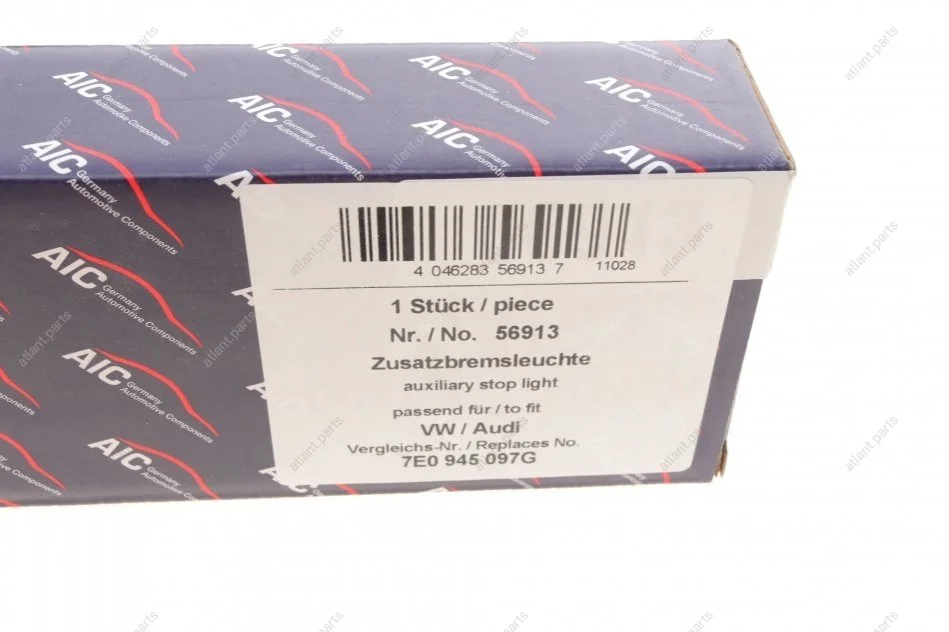 AIC Germany
Automotive Components
4 046283 56913 7
11028
1 Stück / piece
Nr. / No. 56913
Zusatzbremsleuchte
auxiliary stop light
passend für / to fit
VW / Audi
Vergleichs-Nr. / Replaces No.
7E0 945 097G
atlant.parts